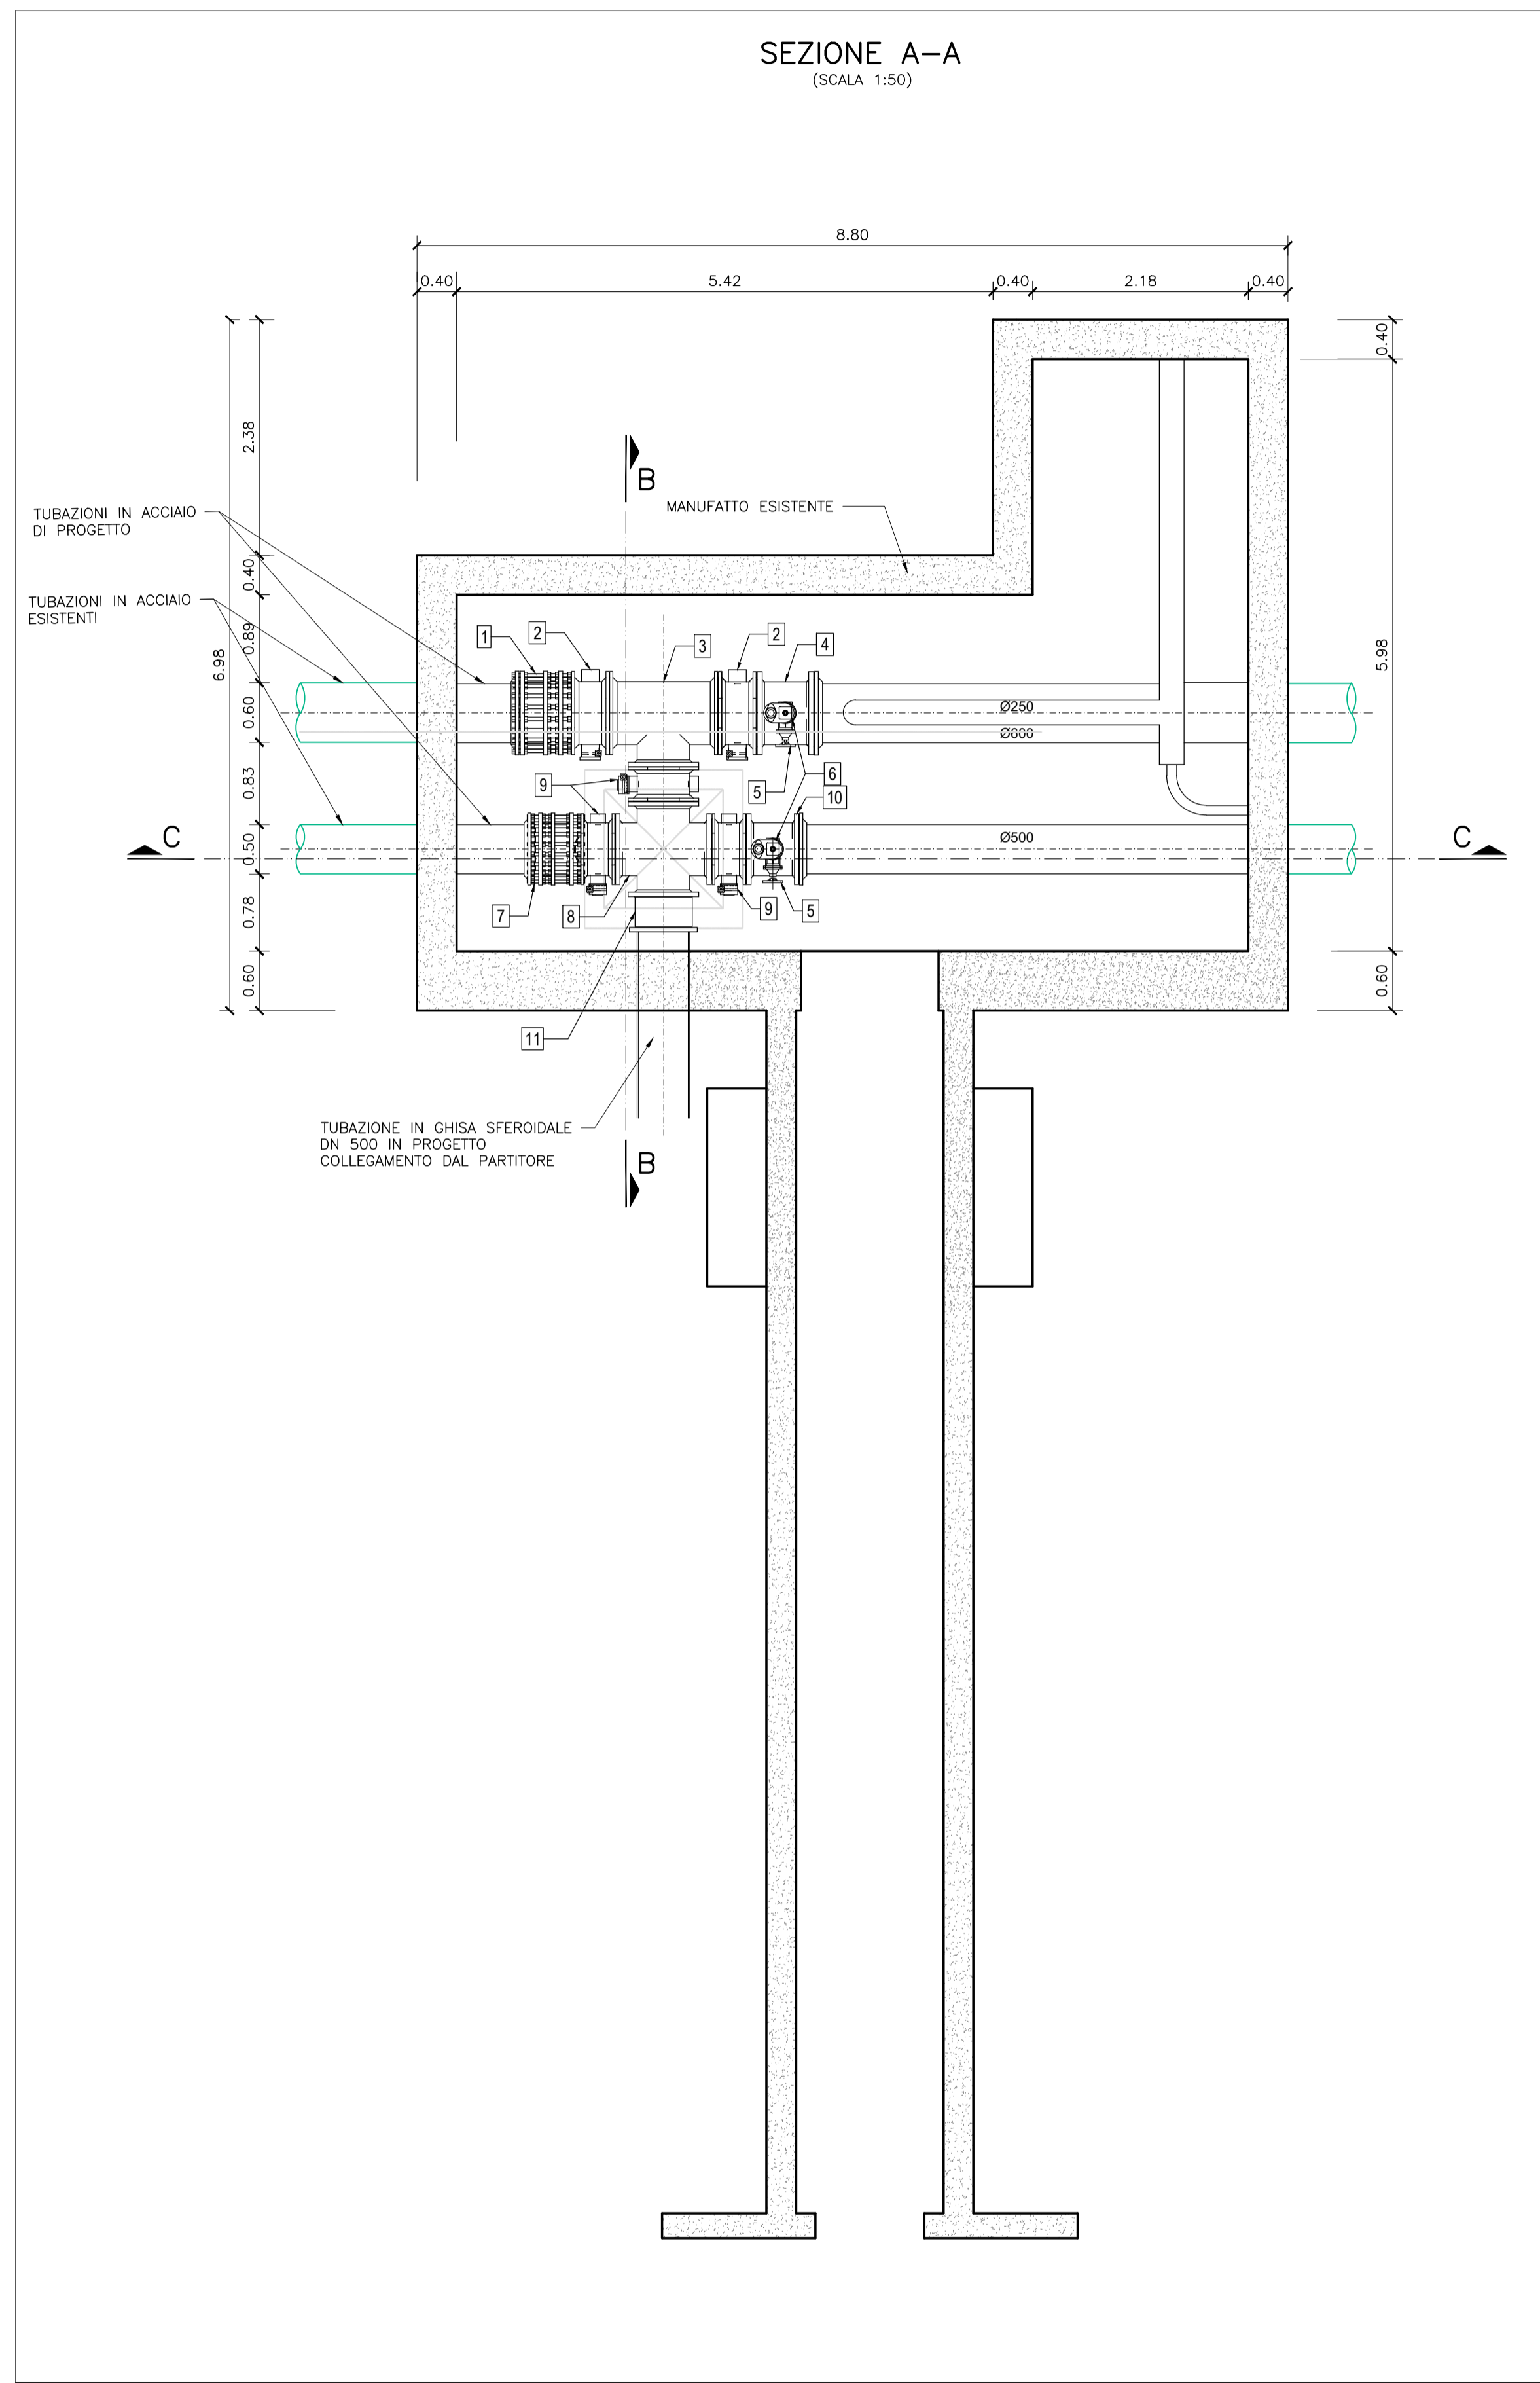 SEZIONE A-A
(SCALA 1:50)
8.80
0.40
5.42
0.40
2.18
0.40
6.98
2.38
0.40
0.89
0.60
0.83
0.50
0.78
0.60
0.40
5.98
0.60
B
MANUFATTO ESISTENTE
TUBAZIONI IN ACCIAIO
DI PROGETTO
TUBAZIONI IN ACCIAIO
ESISTENTI
1
2
3
2
4
Ø250
Ø600
9
5
6
10
C
Ø500
C
7
8
9
5
11
TUBAZIONE IN GHISA SFEROIDALE
DN 500 IN PROGETTO
COLLEGAMENTO DAL PARTITORE
B